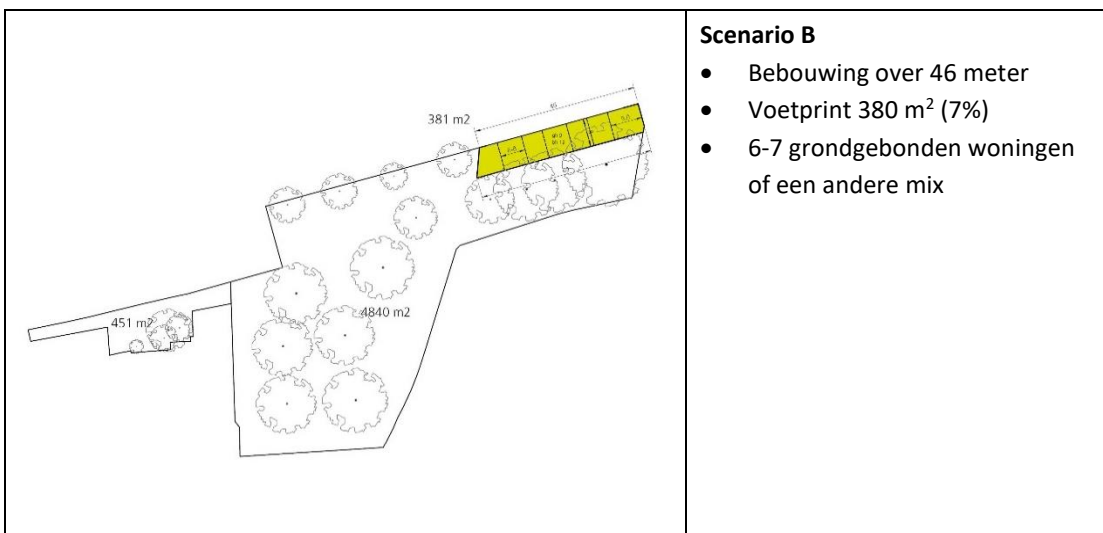 381 m2
451 m2
4840 m2
Scenario B
• Bebouwing over 46 meter
• Voetprint 380 m² (7%)
• 6-7 grondgebonden woningen
of een andere mix